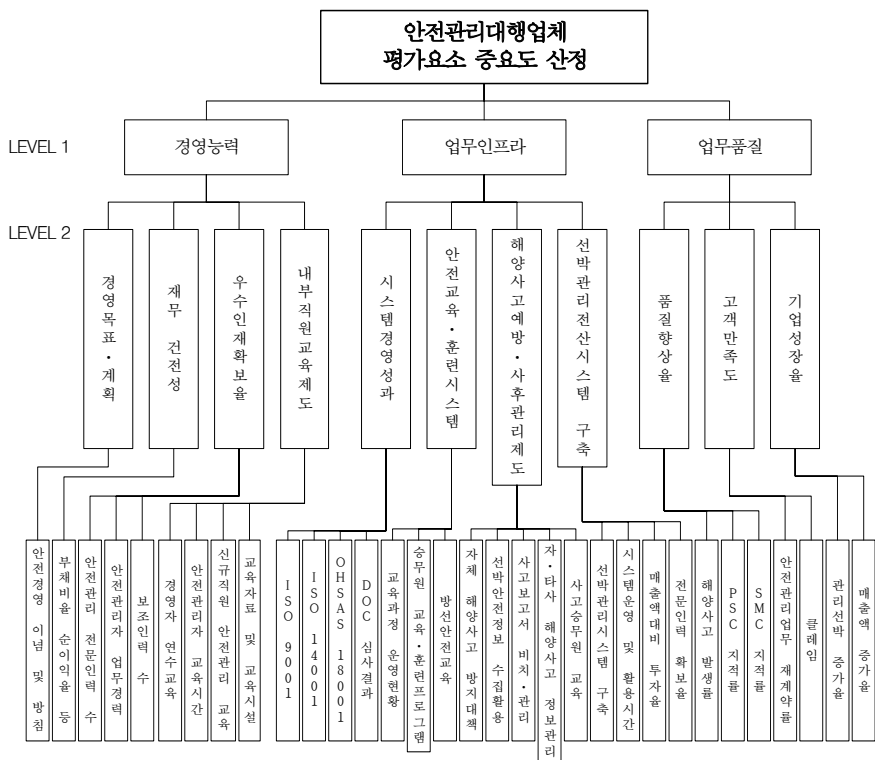 안전관리대행업체
평가요소 중요도 산정
LEVEL 1
경영능력
업무인프라
업무품질
LEVEL 2
경영목표·계획
재무 건전성
우수인재확보율
내부직원교육제도
시스템경영성과
안전교육·훈련시스템
해양사고예방·사후관리제도
선박관리전산시스템 구축
품질향상율
고객만족도
기업성장율
안전경영 이념 및 방침
부채비율 순이익율 등
안전관리 전문인력 수
안전관리자 업무경력
보조인력 수
경영자 연수교육
안전관리자 교육시간
신규직원 안전관리 교육
교육자료 및 교육시설
ISO 9001
ISO 14001
OHSAS 18001
DOC 심사결과
교육과정 운영현황
승무원 교육·훈련프로그램
방선안전교육
자체 해양사고 방지대책
선박안전정보 수집활용
사고보고서 비치·관리
자·타사 해양사고 정보관리
사고승무원 교육
선박관리시스템 구축
시스템운영 및 활용시간
매출액대비 투자율
전문인력 확보율
해양사고 발생률
PSC 지적률
SMC 지적률
안전관리업무 재계약률
클레임
관리선박 증가율
매출액 증가율